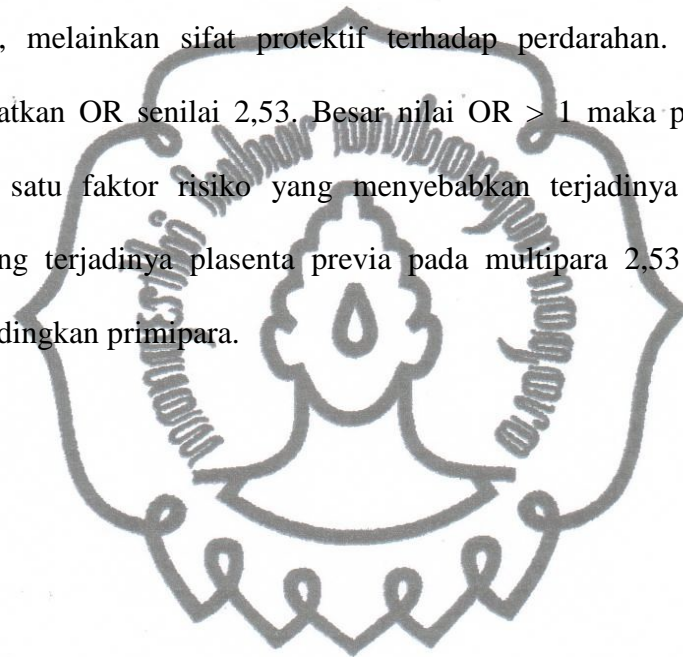 , melainkan sifat protektif terhadap perdarahan.
atkan OR senilai 2,53. Besar nilai OR > 1 maka p
satu faktor risiko yang menyebabkan terjadinya
ng terjadinya plasenta previa pada multipara 2,53
dingkan primipara.